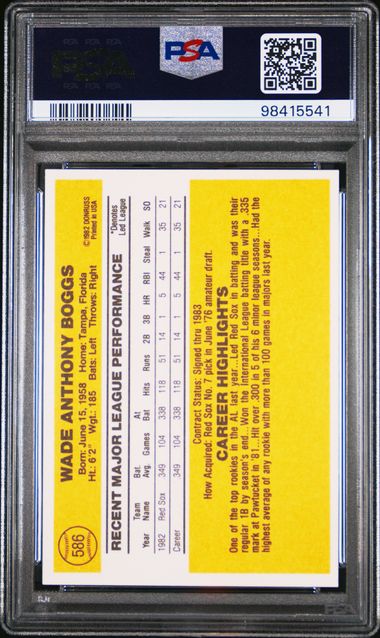 PSA
98415541
586
WADE ANTHONY BOGGS
©1982 DONRUSS
Printed in USA
Born: June 15, 1958 Home: Tampa, Florida
Ht.: 6'2" Wgt.: 185 Bats: Left Throws: Right
RECENT MAJOR LEAGUE PERFORMANCE
*Denotes
Led League
Team Bat. At
Year Name Avg. Games Bat Hits Runs 2B 3B HR RBI Steal Walk SO
1982 Red Sox .349 104 338 118 51 14 1 5 44 1 35 21
Career .349 104 338 118 51 14 1 5 44 1 35 21
Contract Status: Signed thru 1983
How Acquired: Red Sox No. 7 pick in June '76 amateur draft.
CAREER HIGHLIGHTS
One of the top rookies in the AL last year...Led Red Sox in batting and was their
regular 1B by season's end...Won the International League batting title with a .335
mark at Pawtucket in '81...Hit over .300 in 5 of his 6 minor league seasons...Had the
highest average of any rookie with more than 100 games in majors last year.